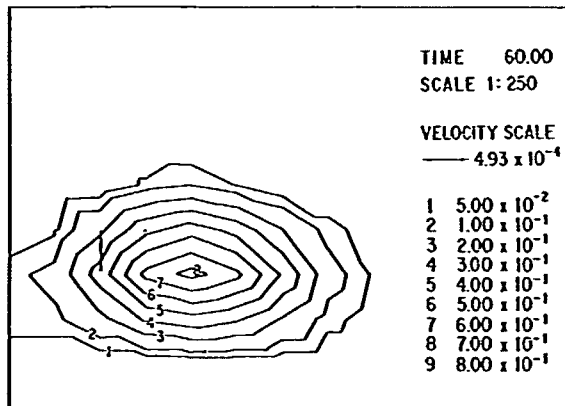 TIME 60.00
SCALE 1:250
VELOCITY SCALE
4.93 x 10⁻⁴
1 5.00 x 10⁻²
2 1.00 x 10⁻¹
3 2.00 x 10⁻¹
4 3.00 x 10⁻¹
5 4.00 x 10⁻¹
6 5.00 x 10⁻¹
7 6.00 x 10⁻¹
8 7.00 x 10⁻¹
9 8.00 x 10⁻¹
8
7
6
5
4
3
2
1